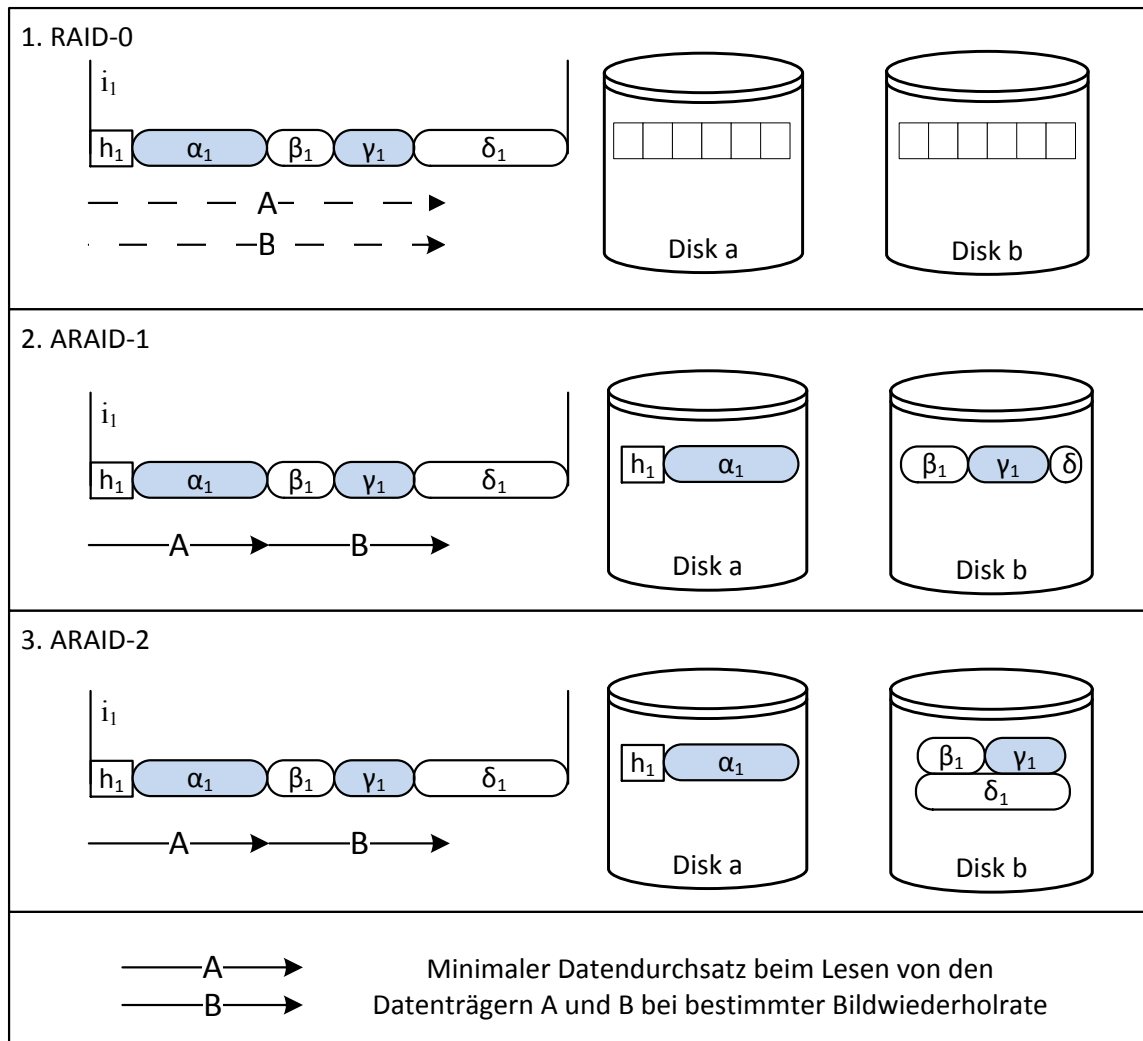 1. RAID-0
i₁
h₁ α₁ β₁ γ₁ δ₁
A
B
Disk a Disk b
2. ARAID-1
i₁
h₁ α₁ β₁ γ₁ δ₁
A B
h₁ α₁ β₁ γ₁ δ
Disk a Disk b
3. ARAID-2
i₁
h₁ α₁ β₁ γ₁ δ₁
A B
h₁ α₁ β₁ γ₁
δ₁
Disk a Disk b
A Minimaler Datendurchsatz beim Lesen von den
B Datenträgern A und B bei bestimmter Bildwiederholrate